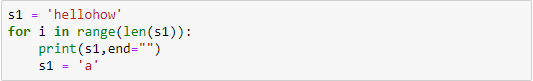 s1 = 'hellohow'
for i in range(len(s1)):
    print(s1,end="")
    s1 = 'a'